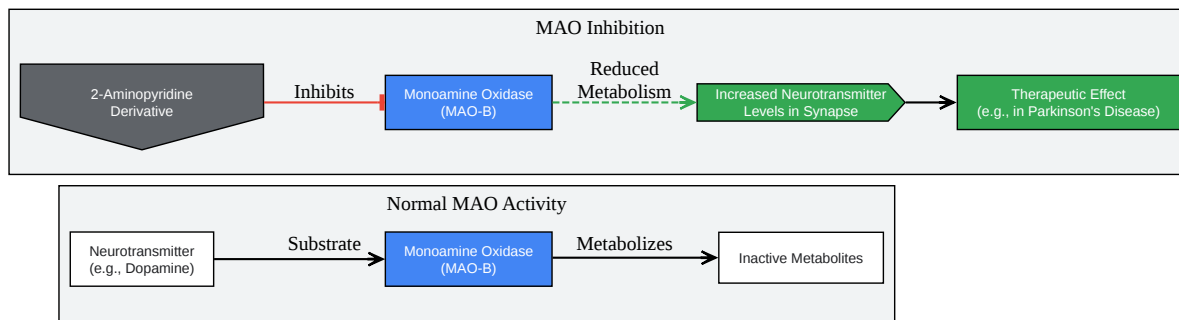 MAO Inhibition
2-Aminopyridine
Derivative
Inhibits
Monoamine Oxidase
(MAO-B)
Reduced
Metabolism
Increased Neurotransmitter
Levels in Synapse
Therapeutic Effect
(e.g., in Parkinson's Disease)
Normal MAO Activity
Neurotransmitter
(e.g., Dopamine)
Substrate
Monoamine Oxidase
(MAO-B)
Metabolizes
Inactive Metabolites